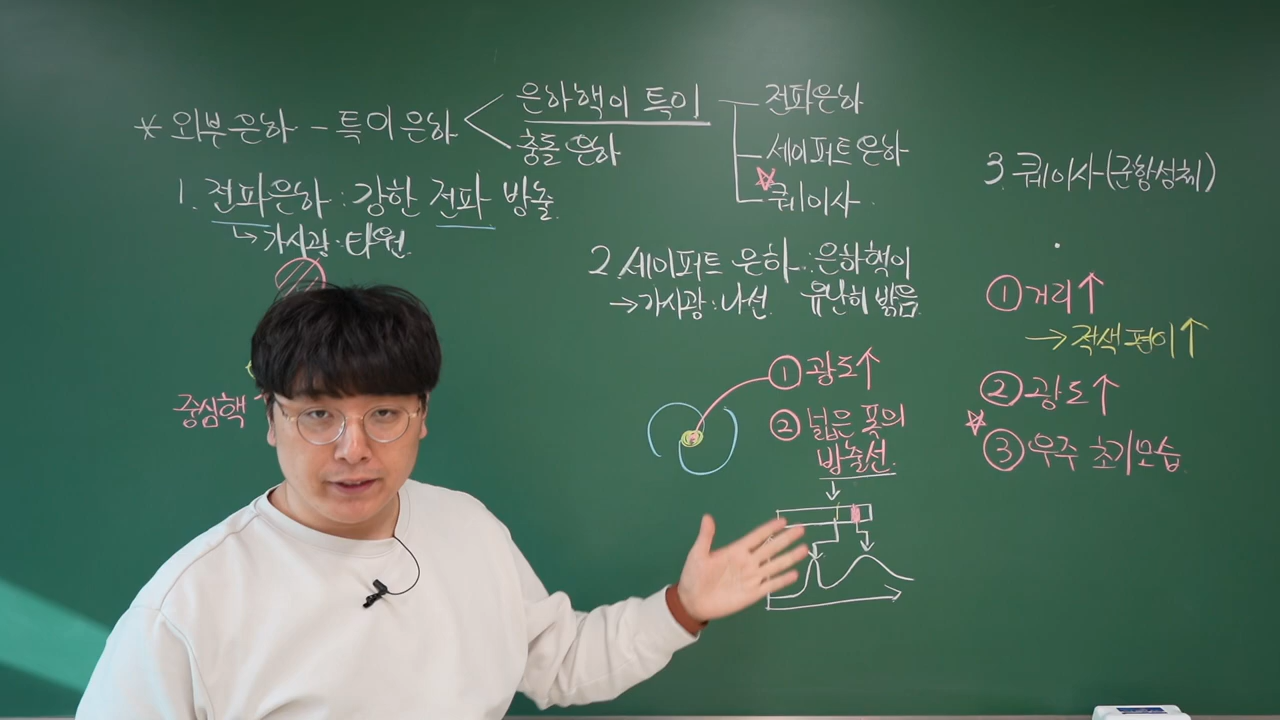 * 외부은하 - 특이은하
은하핵이 특이
충돌은하
전파은하
세이퍼트은하
퀘이사
1. 전파은하 : 강한 전파 방출
↳ 가시광 : 타원
중심핵
2. 세이퍼트 은하 : 은하핵이
유난히 밝음
→ 가시광 : 나선
① 광도↑
② 넓은 폭의
방출선
3. 퀘이사 (준항성체)
① 거리↑
→ 적색편이↑
② 광도↑
③ 우주 초기모습